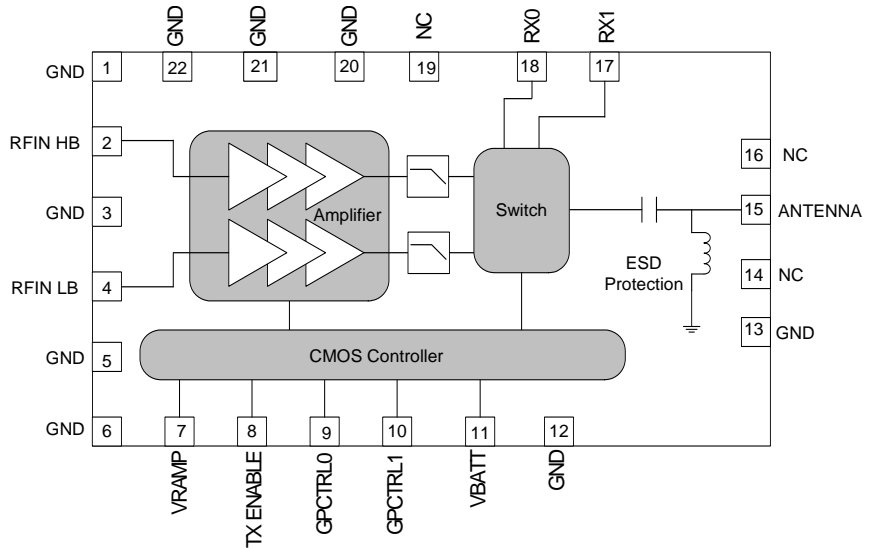 GND
GND
GND
NC
RX0
RX1
22
21
20
19
18
17
GND 1
RFIN HB 2
GND 3
RFIN LB 4
GND 5
GND 6
Amplifier
Switch
ESD
Protection
CMOS Controller
16 NC
15 ANTENNA
14 NC
13 GND
7
8
9
10
11
12
VRAMP
TX ENABLE
GPCTRL0
GPCTRL1
VBATT
GND